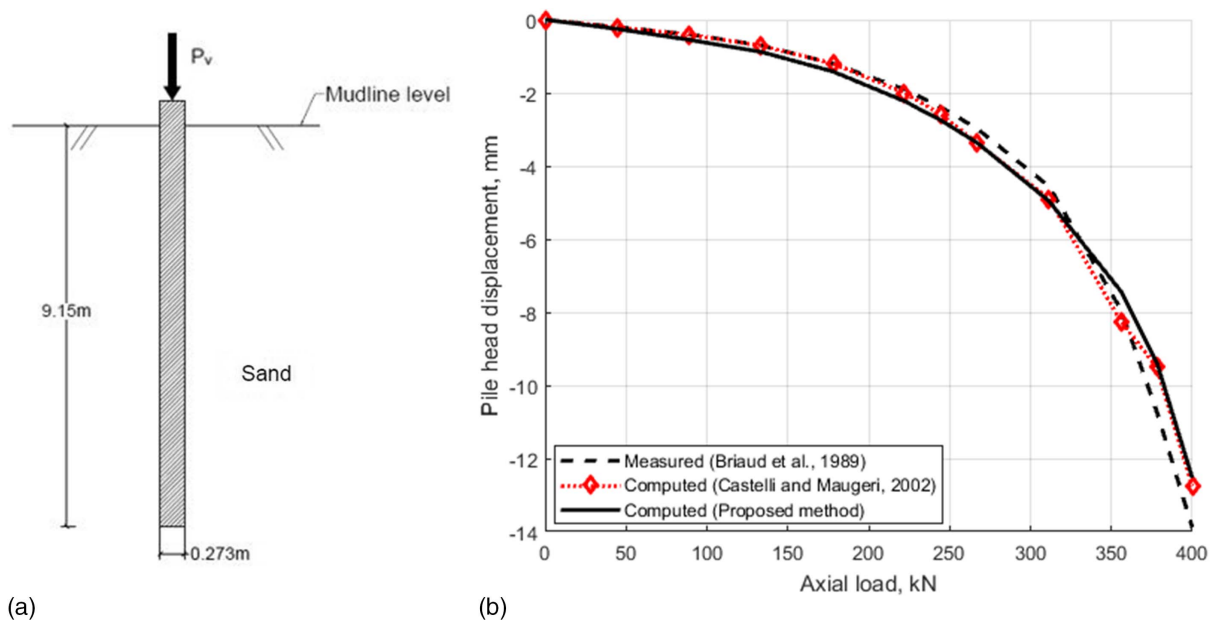 Pv
Mudline level
9.15m
Sand
0.273m
(a)
0
-2
-4
-6
-8
-10
-12
-14
Pile head displacement, mm
Measured (Briaud et al., 1989)
Computed (Castelli and Maugeri, 2002)
Computed (Proposed method)
0 50 100 150 200 250 300 350 400
Axial load, kN
(b)